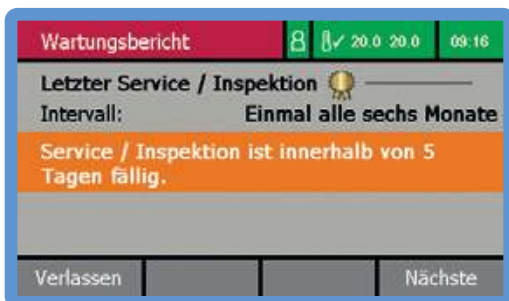 Wartungsbericht 20.0 20.0 09:16
Letzter Service / Inspektion
Intervall: Einmal alle sechs Monate
Service / Inspektion ist innerhalb von 5
Tagen fällig.
Verlassen Nächste